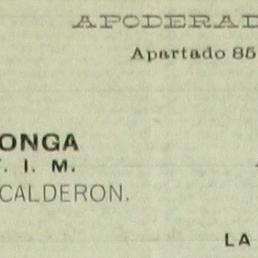 APODERAD
Apartado 85
ONGA
. I. M.
CALDERON.
LA